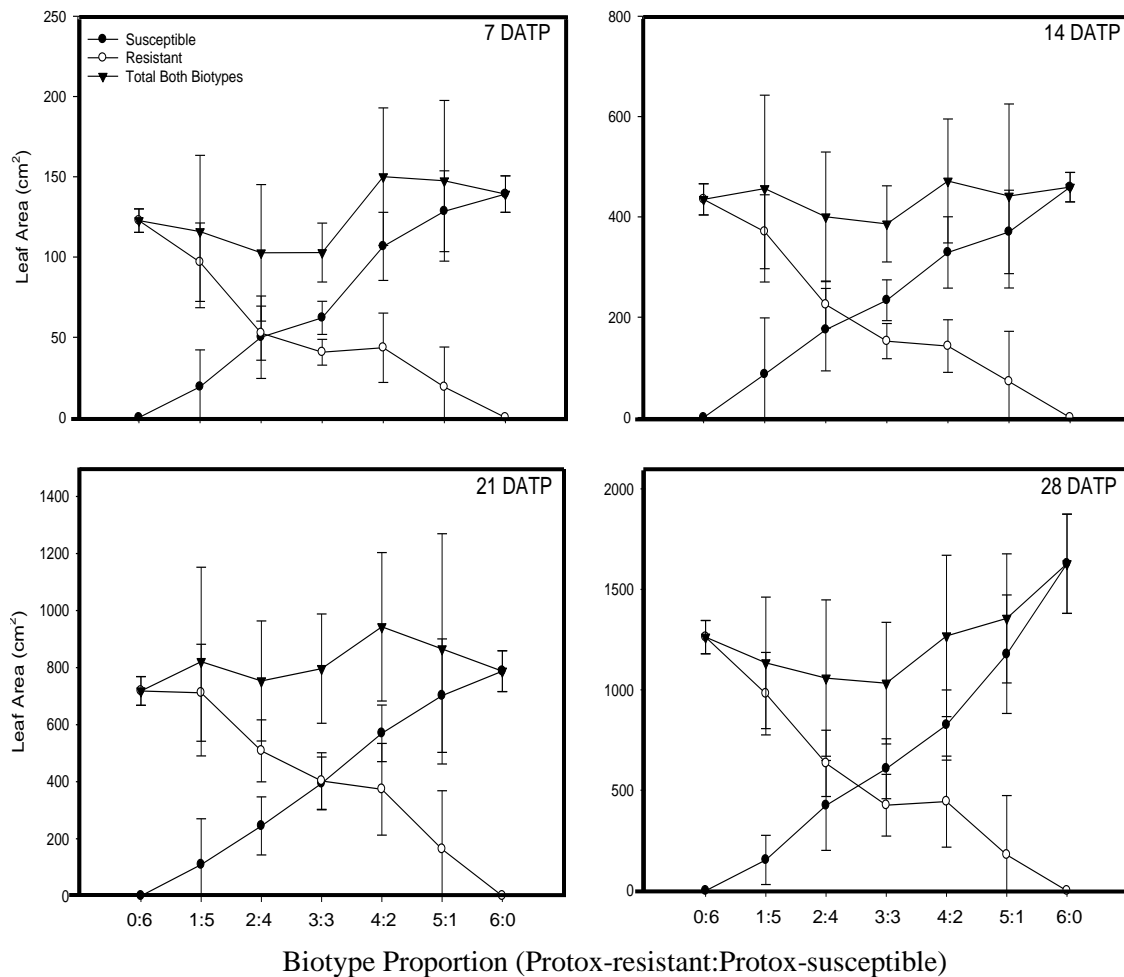 7 DATP
Susceptible
Resistant
Total Both Biotypes
Leaf Area (cm²)
250
200
150
100
50
0
14 DATP
800
600
400
200
0
21 DATP
Leaf Area (cm²)
1400
1200
1000
800
600
400
200
0
0:6 1:5 2:4 3:3 4:2 5:1 6:0
28 DATP
2000
1500
1000
500
0
0:6 1:5 2:4 3:3 4:2 5:1 6:0
Biotype Proportion (Protox-resistant:Protox-susceptible)